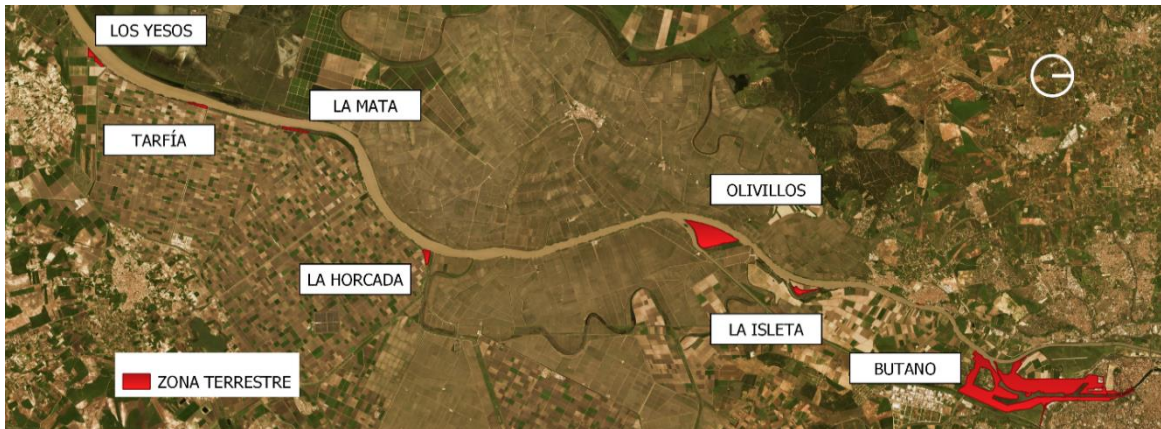 LOS YESOS
LA MATA
TARFÍA
OLIVILLOS
LA HORCADA
LA ISLETA
BUTANO
ZONA TERRESTRE